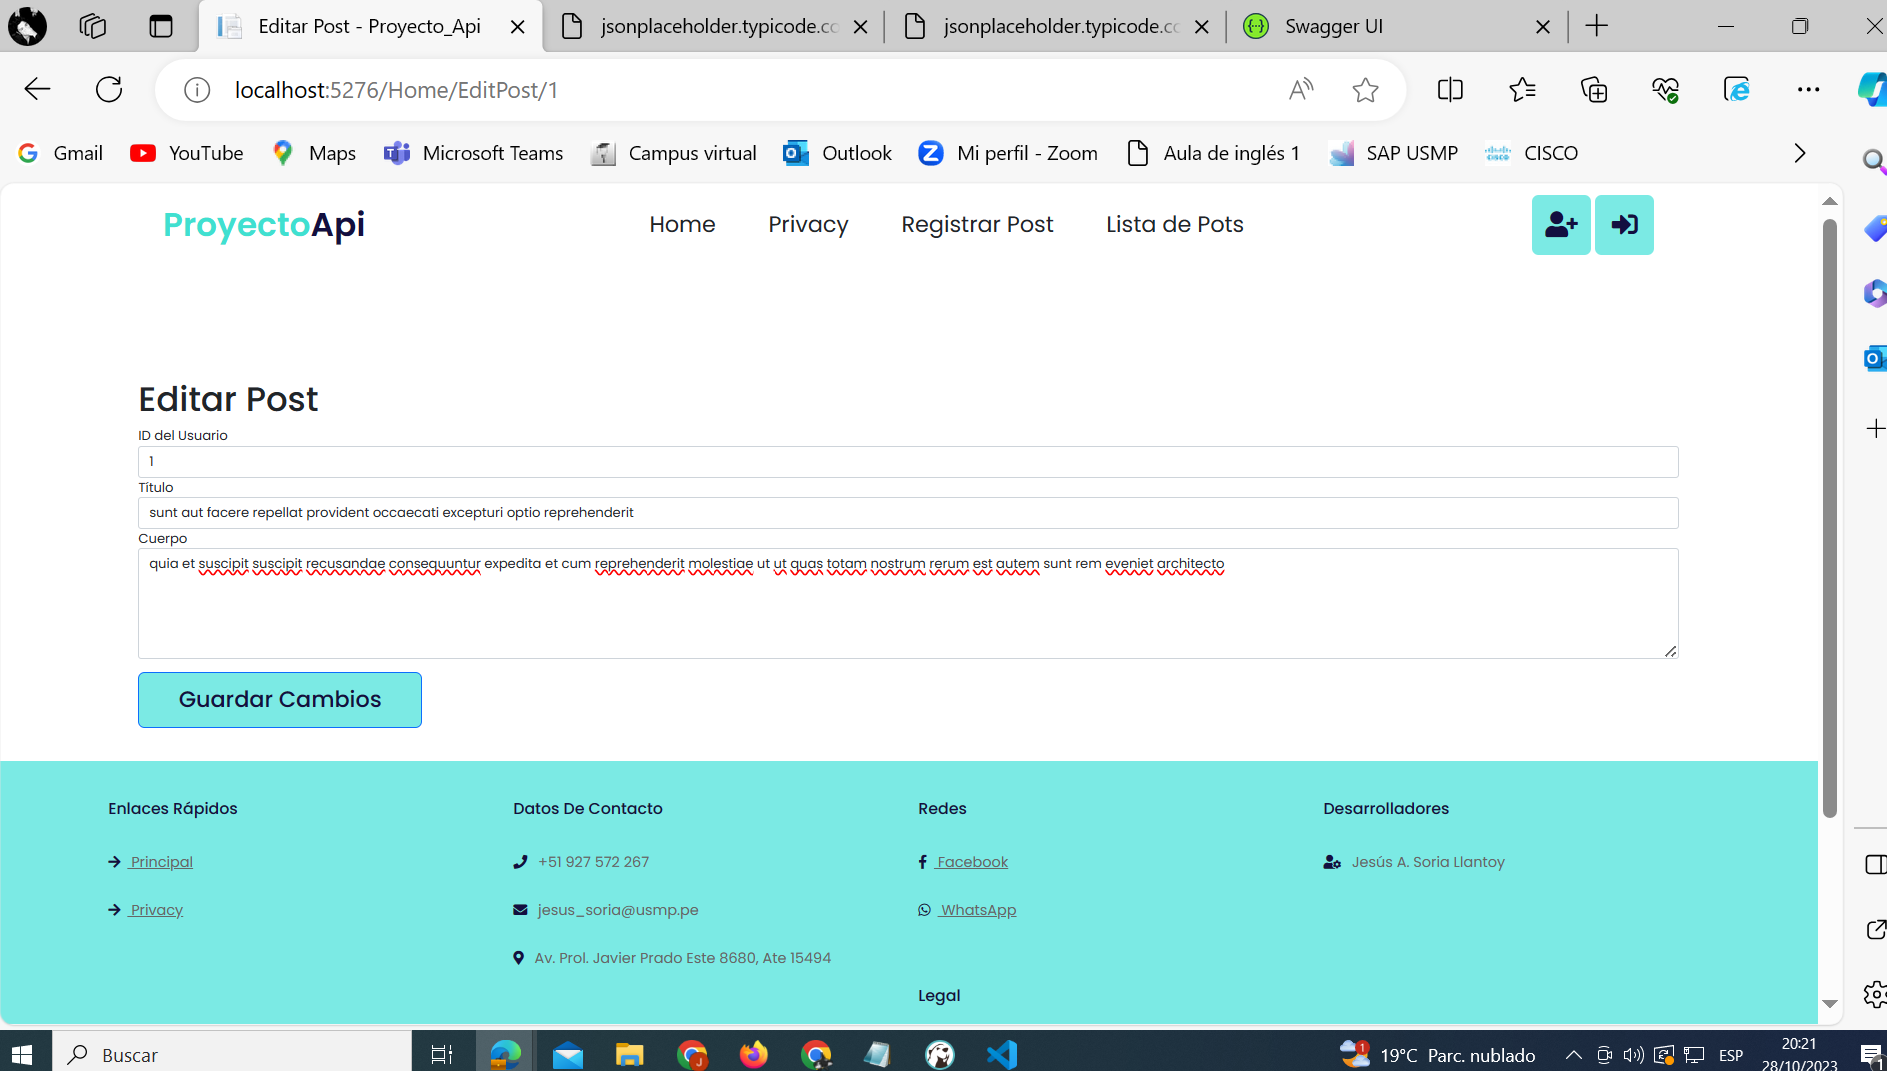 Editar Post - Proyecto_Api
jsonplaceholder.typicode.co
jsonplaceholder.typicode.co
Swagger UI
localhost:5276/Home/EditPost/1
Gmail
YouTube
Maps
Microsoft Teams
Campus virtual
Outlook
Mi perfil - Zoom
Aula de inglés 1
SAP USMP
CISCO
ProyectoApi
Home
Privacy
Registrar Post
Lista de Pots
Editar Post
ID del Usuario
1
Título
sunt aut facere repellat provident occaecati excepturi optio reprehenderit
Cuerpo
quia et suscipit suscipit recusandae consequuntur expedita et cum reprehenderit molestiae ut ut quas totam nostrum rerum est autem sunt rem eveniet architecto
Guardar Cambios
Enlaces Rápidos
Principal
Privacy
Datos De Contacto
+51 927 572 267
jesus_soria@usmp.pe
Av. Prol. Javier Prado Este 8680, Ate 15494
Redes
Facebook
WhatsApp
Legal
Desarrolladores
Jesús A. Soria Llantoy
Buscar
1
19°C Parc. nublado
ESP
20:21
28/10/2023
1